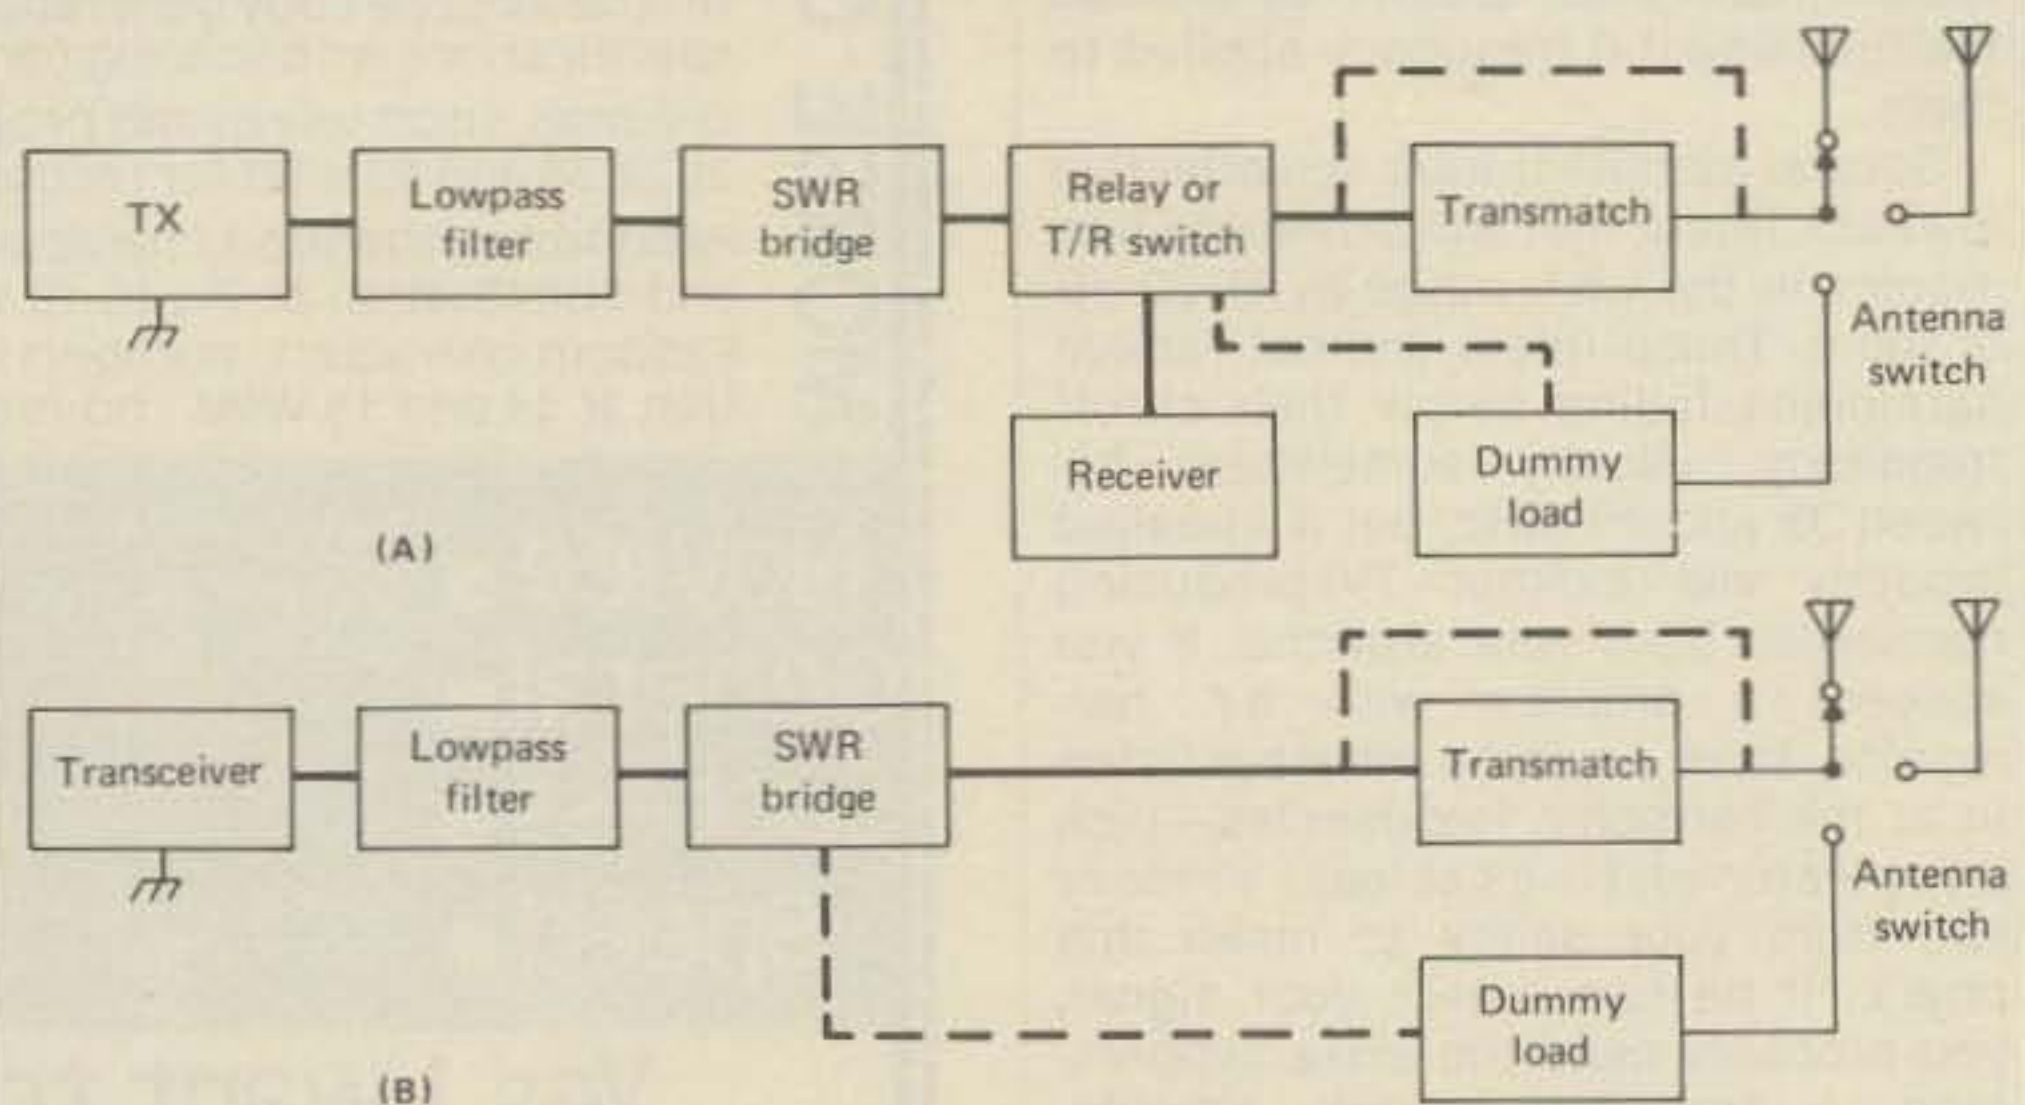 TX
Lowpass
filter
SWR
bridge
Relay or
T/R switch
Transmatch
Antenna
switch
Receiver
Dummy
load
(A)
Transceiver
Lowpass
filter
SWR
bridge
Transmatch
Antenna
switch
Dummy
load
(B)